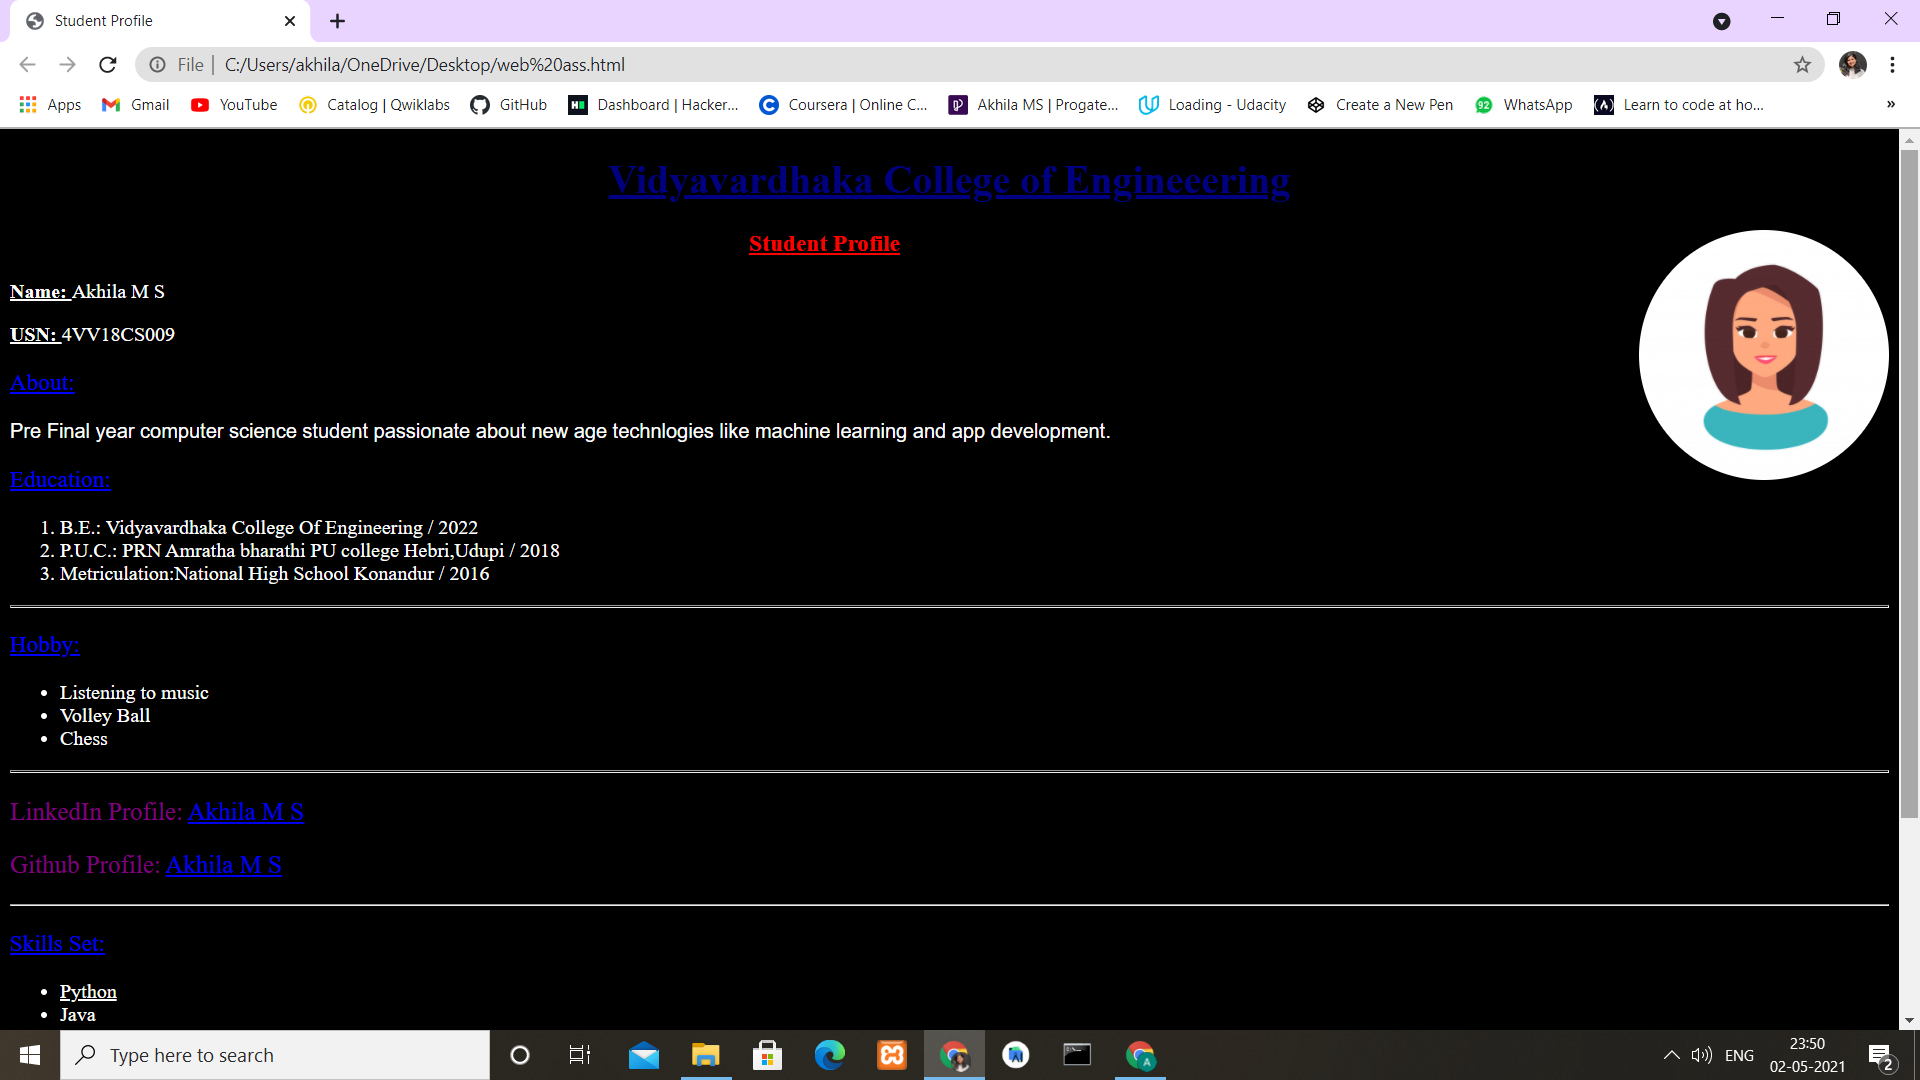 Student Profile
File | C:/Users/akhila/OneDrive/Desktop/web%20ass.html
Apps Gmail YouTube Catalog | Qwiklabs GitHub Dashboard | Hacker... Coursera | Online C... Akhila MS | Progate... Loading - Udacity Create a New Pen 92 WhatsApp Learn to code at ho... »
Vidyavardhaka College of Engineeering
Student Profile
Name: Akhila M S
USN: 4VV18CS009
About:
Pre Final year computer science student passionate about new age technlogies like machine learning and app development.
Education:
1. B.E.: Vidyavardhaka College Of Engineering / 2022
2. P.U.C.: PRN Amratha bharathi PU college Hebri,Udupi / 2018
3. Metriculation:National High School Konandur / 2016
Hobby:
• Listening to music
• Volley Ball
• Chess
LinkedIn Profile: Akhila M S
Github Profile: Akhila M S
Skills Set:
• Python
• Java
Type here to search
A
ENG
23:50
02-05-2021
2